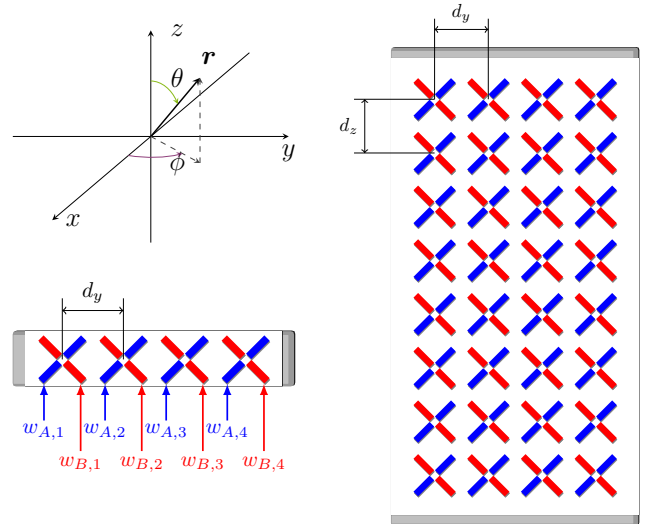 z
r
θ
y
ϕ
x
d_y
w_{A,1} w_{A,2} w_{A,3} w_{A,4}
w_{B,1} w_{B,2} w_{B,3} w_{B,4}
d_y
d_z